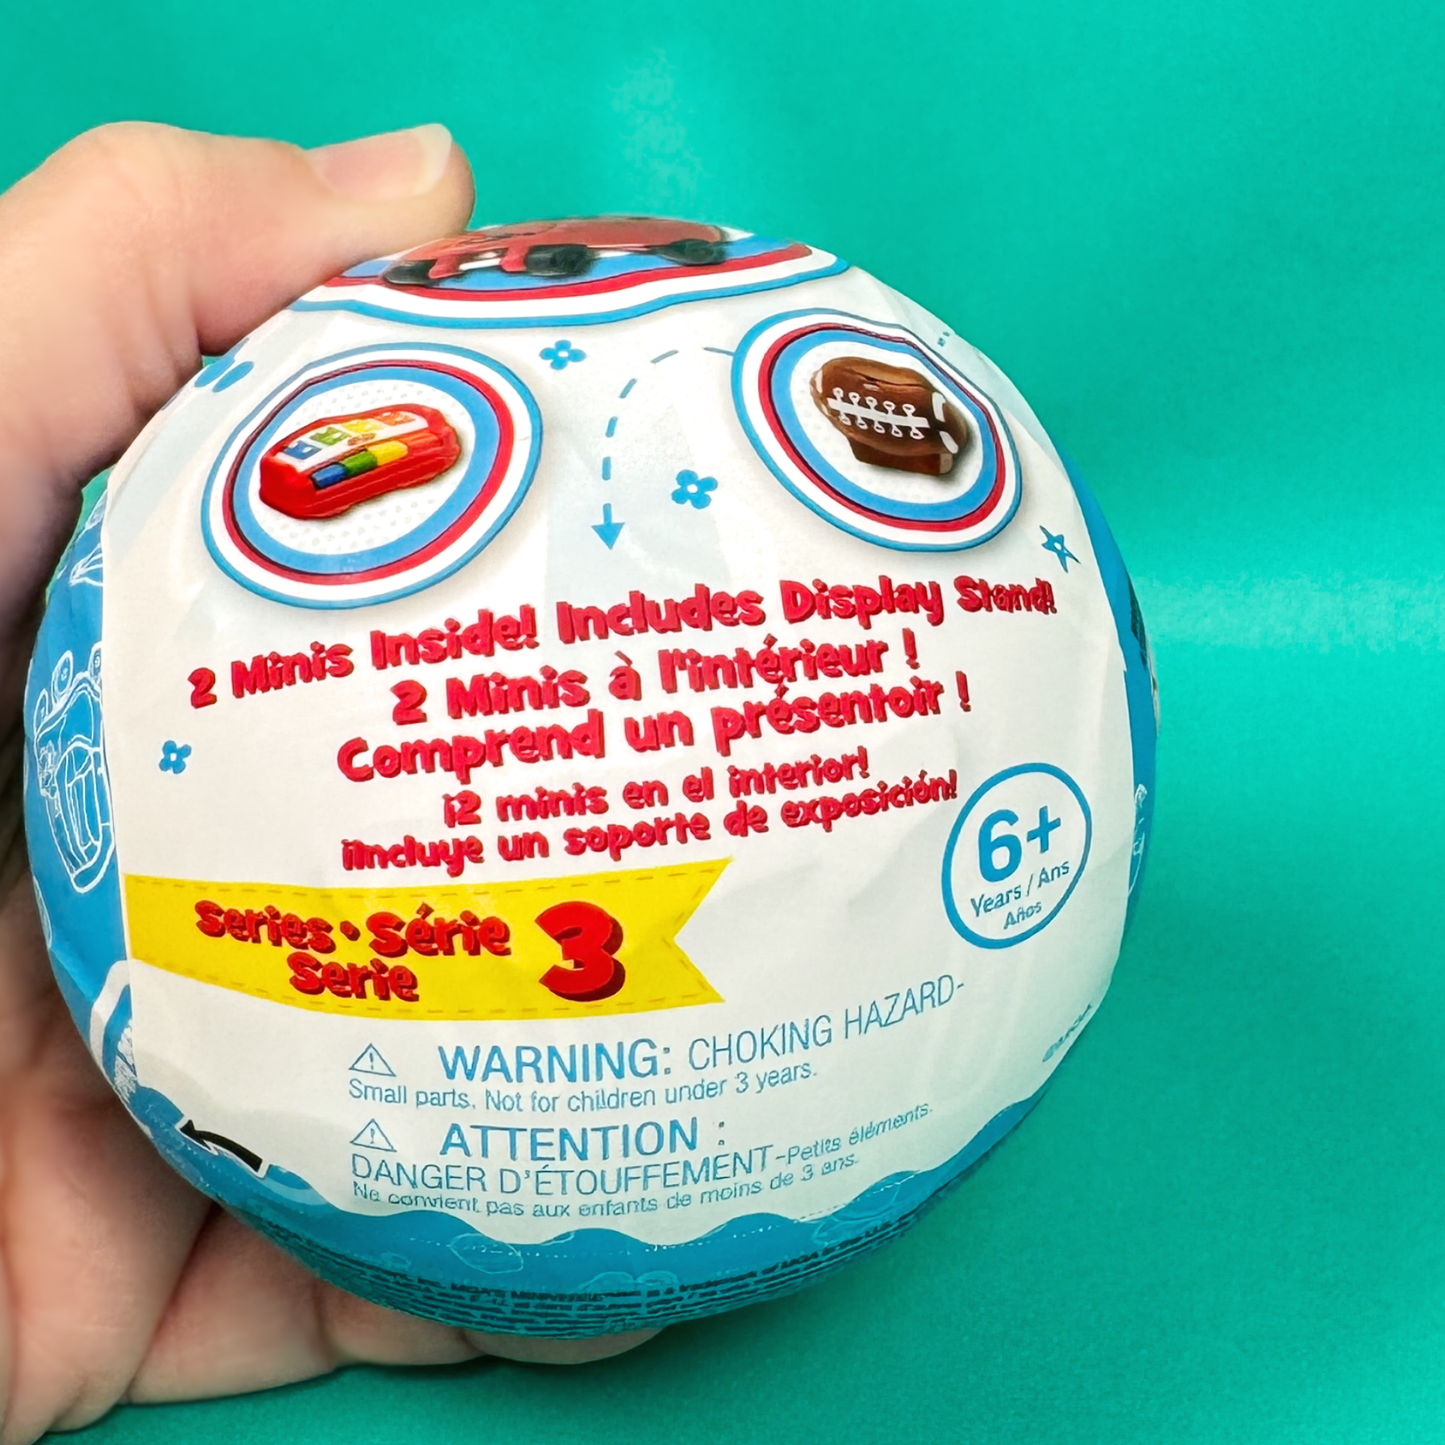 2 Minis Inside! Includes Display Stand!
2 Minis à l'intérieur !
Comprend un présentoir !
¡2 minis en el interior!
¡Incluye un soporte de exposición!
6+
Years / Ans
Años
Series • Série
Serie
3
WARNING: CHOKING HAZARD-
Small parts. Not for children under 3 years.
ATTENTION :
DANGER D'ÉTOUFFEMENT-Petits éléments.
Ne convient pas aux enfants de moins de 3 ans.